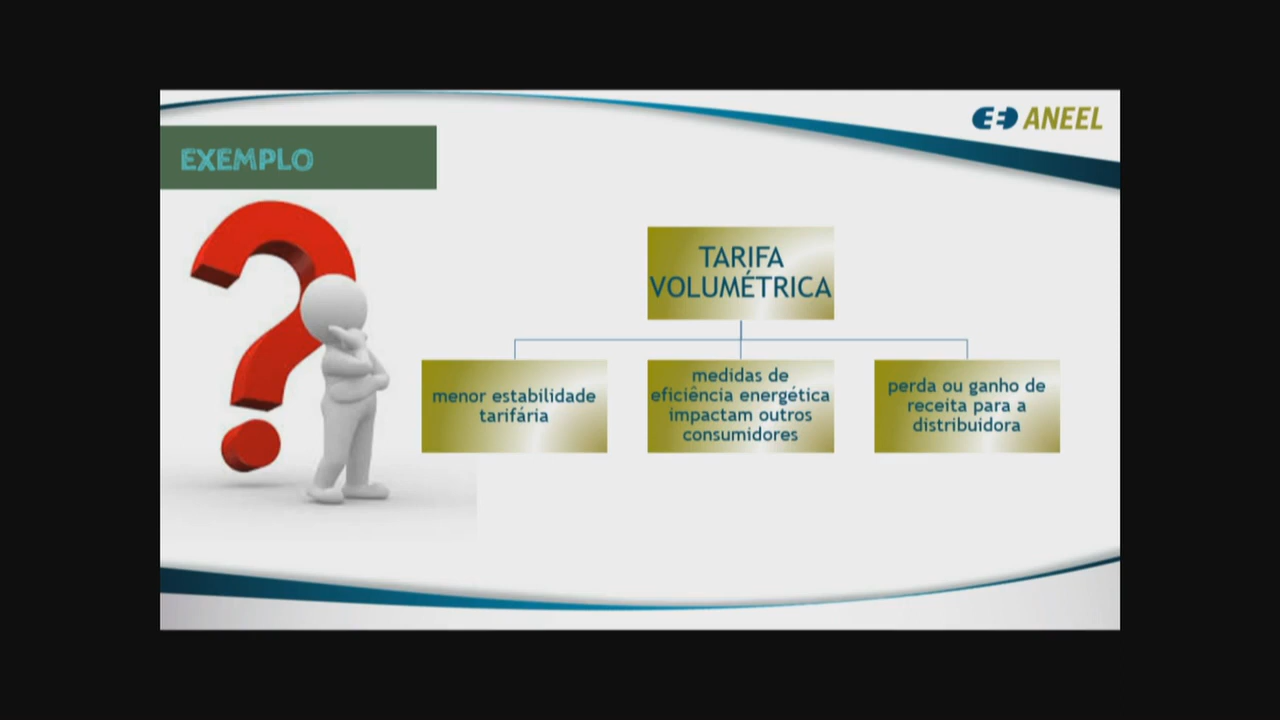 ANEEL
EXEMPLO
TARIFA
VOLUMÉTRICA
menor estabilidade
tarifária
medidas de
eficiência energética
impactam outros
consumidores
perda ou ganho de
receita para a
distribuidora